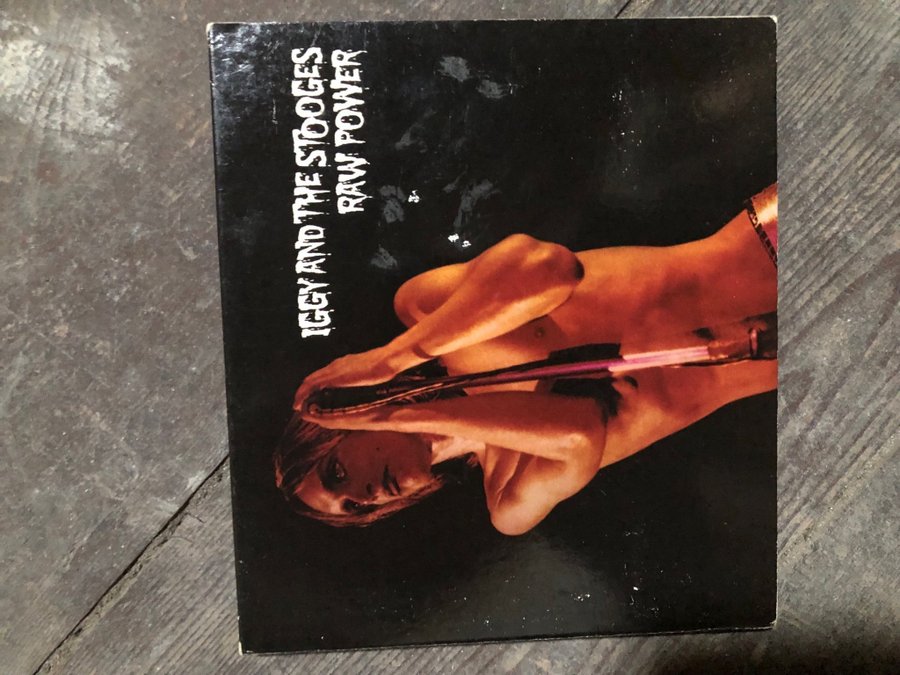 IGGY AND THE STOOGES
RAW POWER